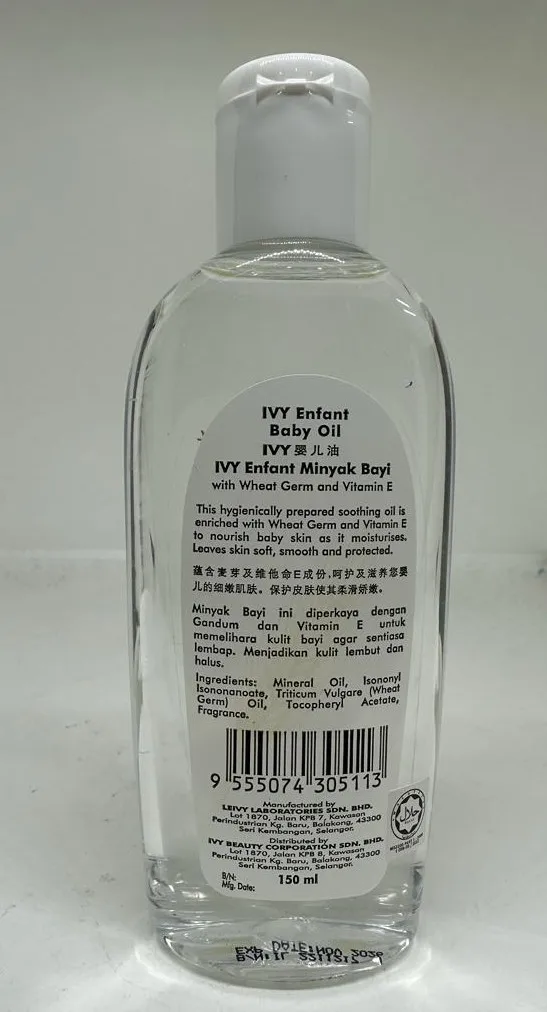 IVY Enfant
Baby Oil
IVY 婴儿油
IVY Enfant Minyak Bayi
with Wheat Germ and Vitamin E
This hygienically prepared soothing oil is
enriched with Wheat Germ and Vitamin E
to nourish baby skin as it moisturises.
Leaves skin soft, smooth and protected.
蕴含麦芽及维他命E成份,呵护及滋养您婴
儿的细嫩肌肤。保护皮肤使其柔滑娇嫩。
Minyak Bayi ini diperkaya dengan
Gandum dan Vitamin E untuk
memelihara kulit bayi agar sentiasa
lembap. Menjadikan kulit lembut dan
halus.
Ingredients: Mineral Oil, Isononyl
Isononanoate, Triticum Vulgare (Wheat
Germ) Oil, Tocopheryl Acetate,
Fragrance.
9 555074 305113
Manufactured by
LEIVY LABORATORIES SDN. BHD.
Lot 1870, Jalan KPB 7, Kawasan
Perindustrian Kg. Baru, Balakong, 43300
Seri Kembangan, Selangor.
Distributed by
IVY BEAUTY CORPORATION SDN. BHD.
Lot 1870, Jalan KPB 8, Kawasan
Perindustrian Kg. Baru, Balakong, 43300
Seri Kembangan, Selangor.
حلال
B/N:
Mfg. Date:
150 ml
EXP DATE:NOV 2026